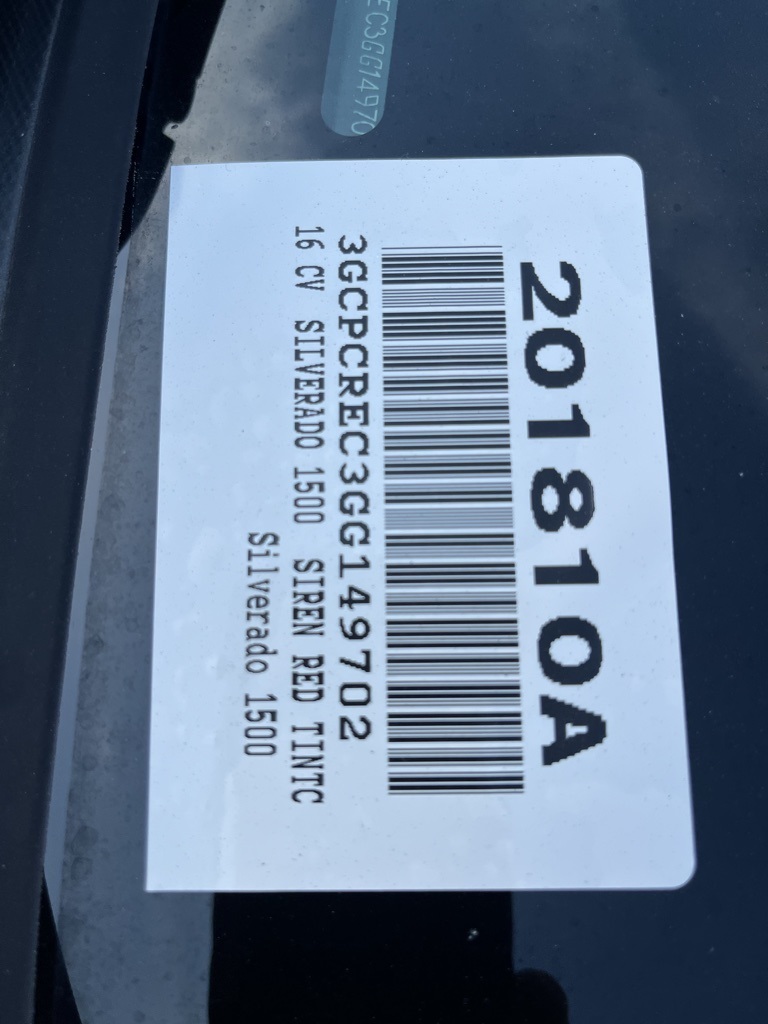 EC3GG14970
201810A
3GCPCREC3GG149702
16 CV SILVERADO 1500 SIREN RED TINTC
Silverado 1500